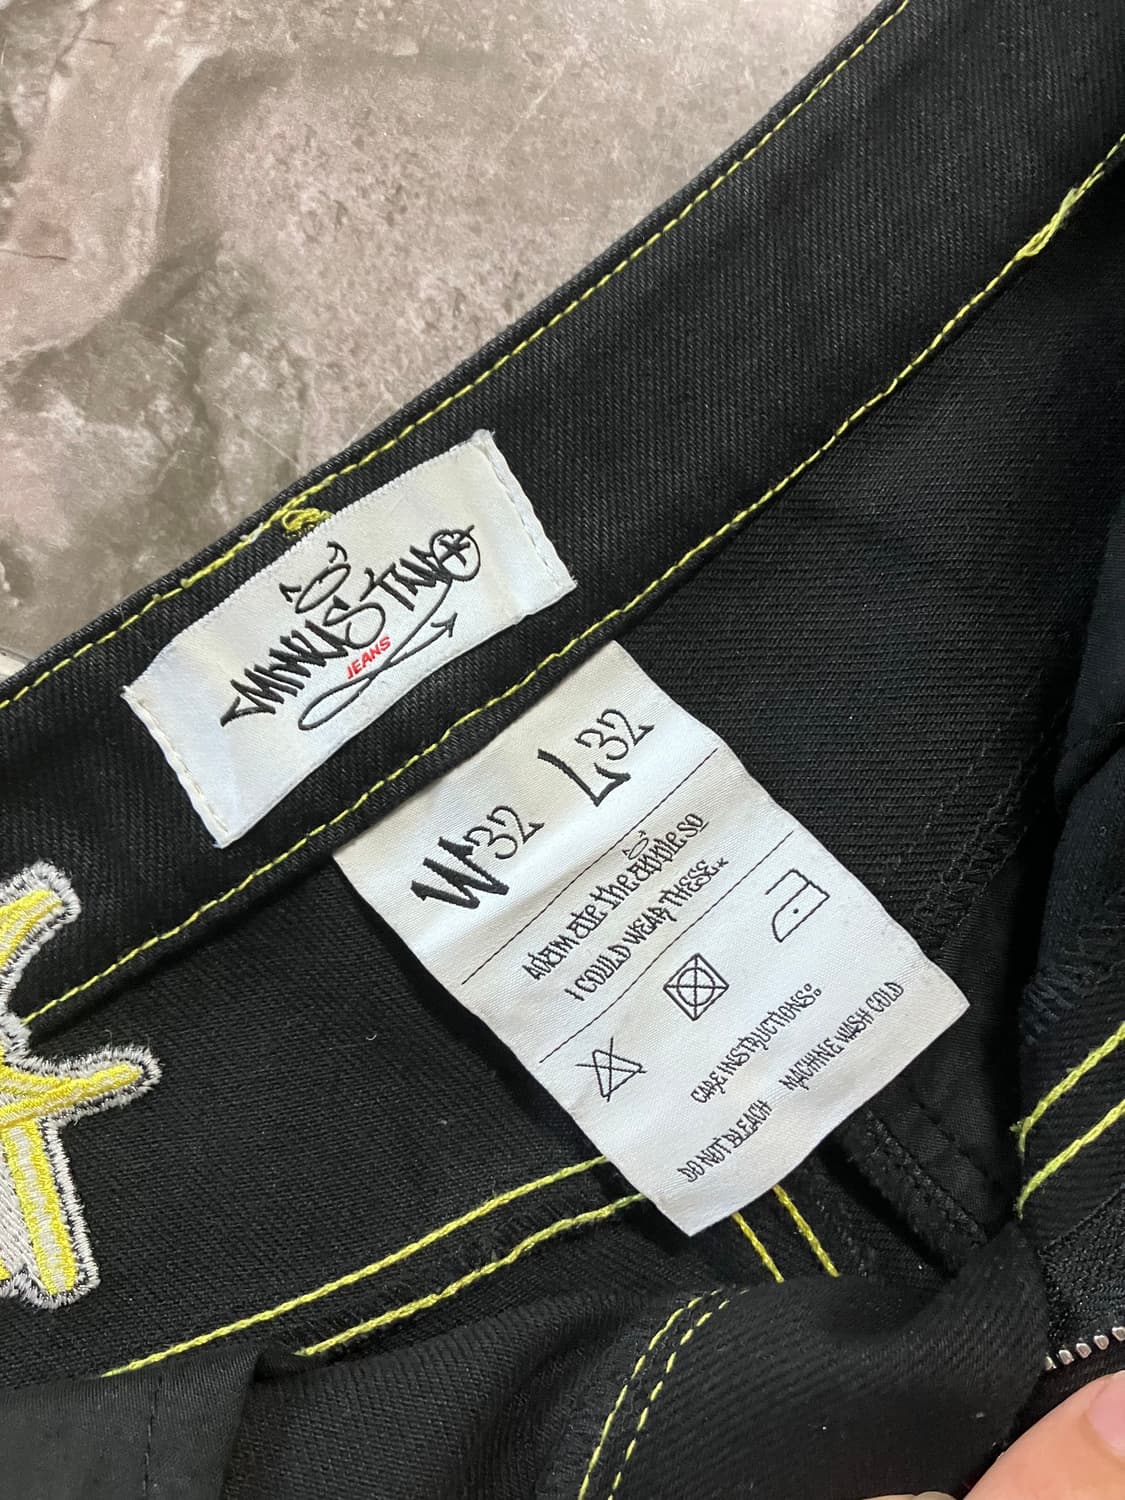 MINUS TWO
JEANS
W32 L32
ADAM ATE THE APPLE SO
I COULD WEAR THESE.
CARE INSTRUCTIONS:
DO NOT BLEACH MACHINE WASH COLD